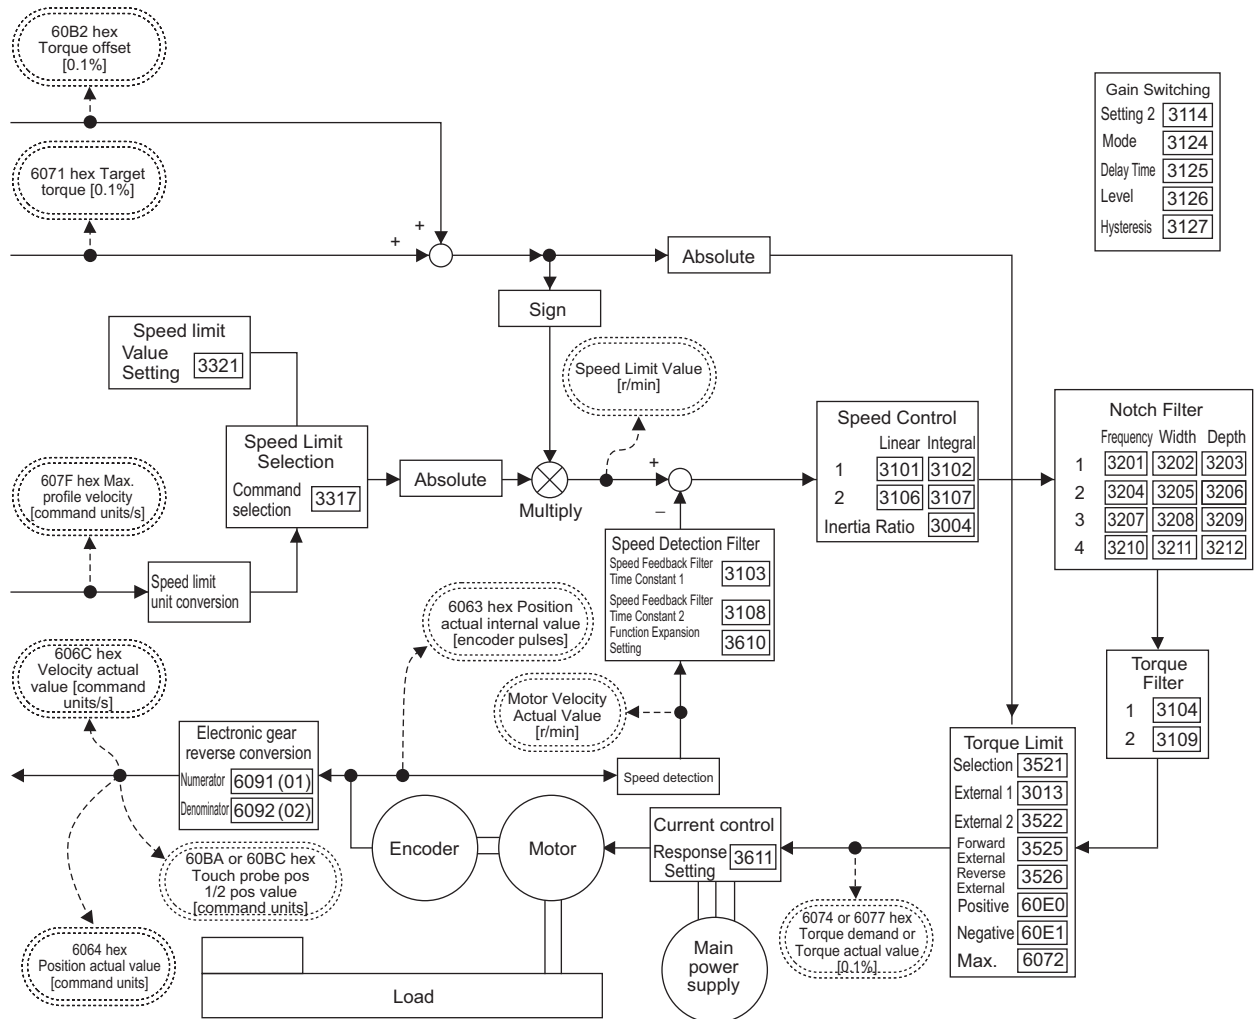 60B2 hex
Torque offset
[0.1%]
6071 hex Target
torque [0.1%]
Gain Switching
Setting 2 3114
Mode 3124
Delay Time 3125
Level 3126
Hysteresis 3127
+
+
Absolute
Sign
Speed limit
Value
Setting 3321
Speed Limit Value
[r/min]
Speed Limit
Selection
Command
selection 3317
607F hex Max.
profile velocity
[command units/s]
Absolute
Multiply
+
–
Speed Control
Linear Integral
1 3101 3102
2 3106 3107
Inertia Ratio 3004
Notch Filter
Frequency Width Depth
1 3201 3202 3203
2 3204 3205 3206
3 3207 3208 3209
4 3210 3211 3212
Speed limit
unit conversion
Speed Detection Filter
Speed Feedback Filter
Time Constant 1 3103
Speed Feedback Filter
Time Constant 2 3108
Function Expansion
Setting 3610
6063 hex Position
actual internal value
[encoder pulses]
606C hex
Velocity actual
value [command
units/s]
Motor Velocity
Actual Value
[r/min]
Torque
Filter
1 3104
2 3109
Electronic gear
reverse conversion
Numerator 6091 (01)
Denominator 6092 (02)
Speed detection
Torque Limit
Selection 3521
External 1 3013
External 2 3522
Forward
External 3525
Reverse
External 3526
Positive 60E0
Negative 60E1
Max. 6072
Encoder
Motor
Current control
Response
Setting 3611
60BA or 60BC hex
Touch probe pos
1/2 pos value
[command units]
6074 or 6077 hex
Torque demand or
Torque actual value
[0.1%]
6064 hex
Position actual value
[command units]
Main
power
supply
Load